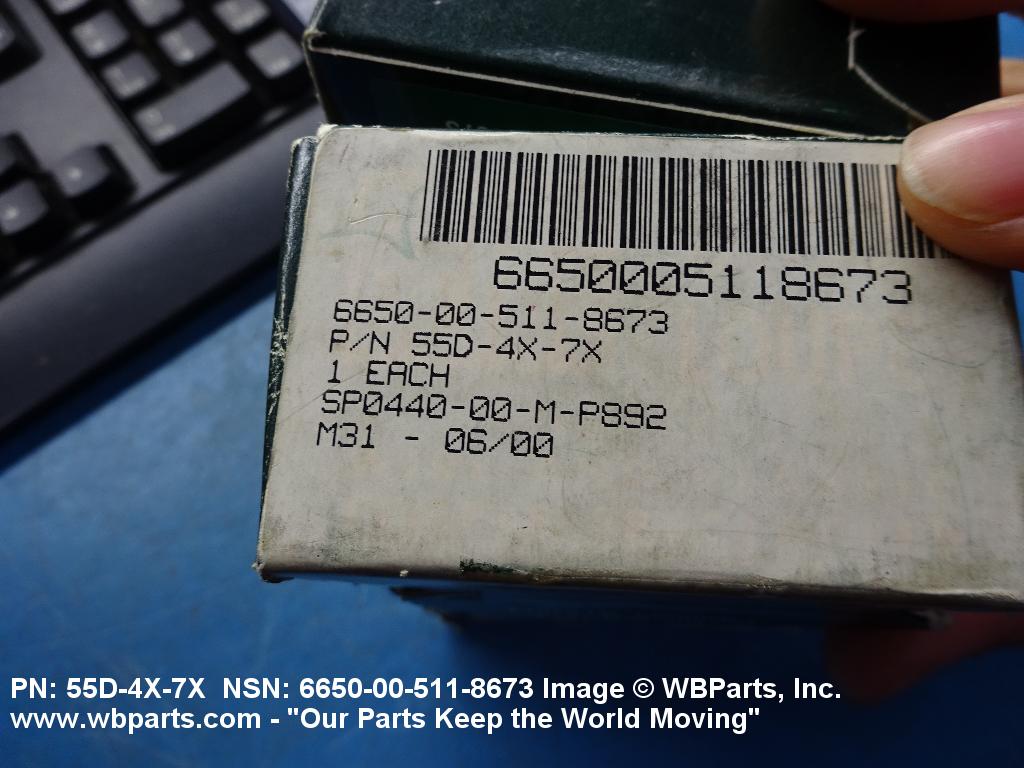 6650005118673
6650-00-511-8673
P/N 55D-4X-7X
1 EACH
SP0440-00-M-P892
M31 - 06/00
PN: 55D-4X-7X  NSN: 6650-00-511-8673 Image © WBParts, Inc.
www.wbparts.com - "Our Parts Keep the World Moving"